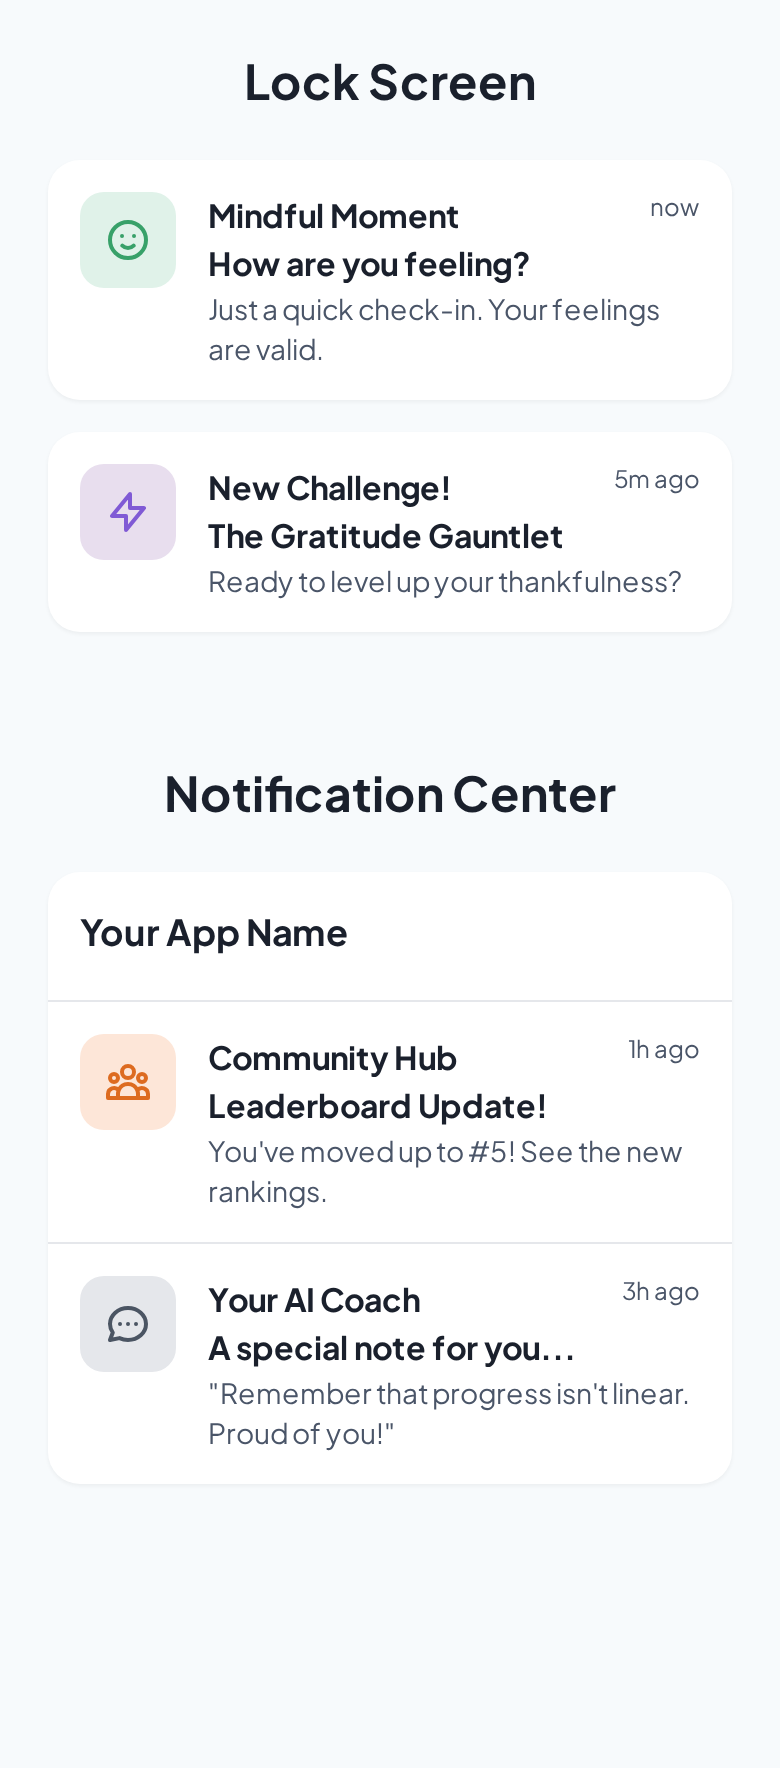 Lock Screen
Mindful Moment
now
How are you feeling?
Just a quick check-in. Your feelings
are valid.
New Challenge!
5m ago
The Gratitude Gauntlet
Ready to level up your thankfulness?
Notification Center
Your App Name
Community Hub
1h ago
Leaderboard Update!
You've moved up to #5! See the new
rankings.
Your AI Coach
3h ago
A special note for you...
"Remember that progress isn't linear.
Proud of you!"